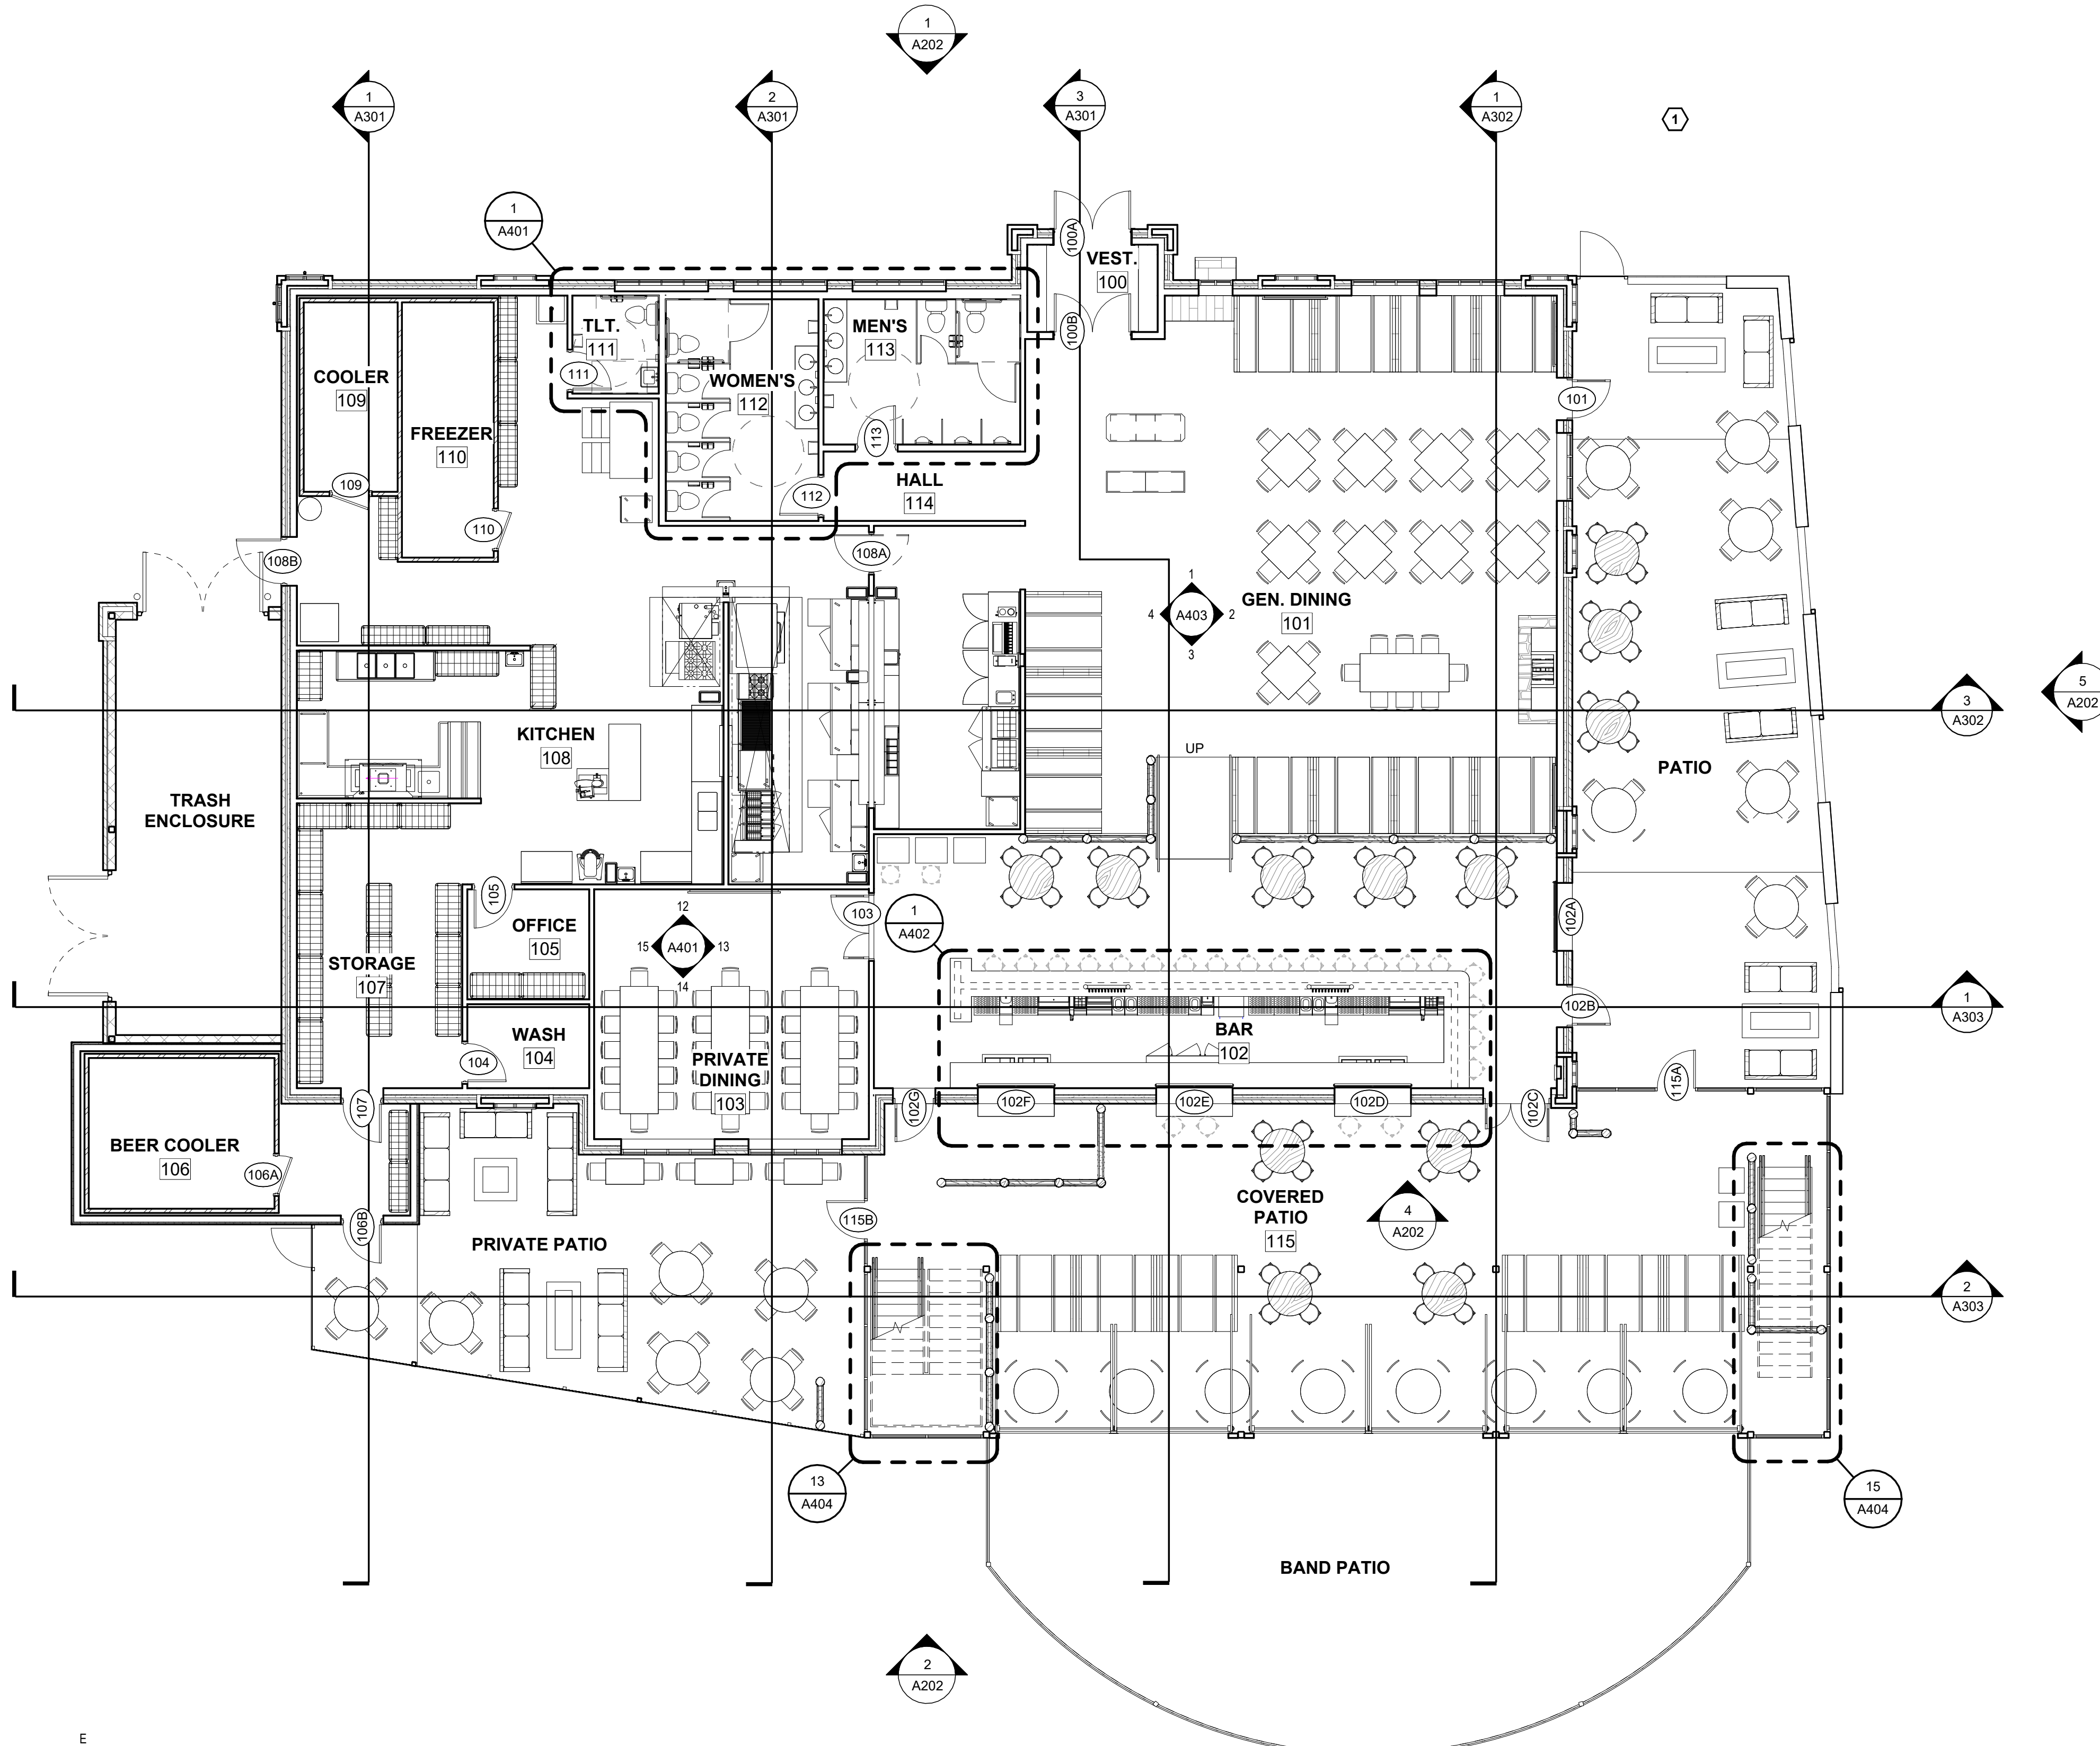 1
A202
1
A301
2
A301
3
A301
1
A302
1
1
A401
100A
VEST.
100
100B
TLT.
111
111
MEN'S
113
WOMEN'S
112
113
COOLER
109
FREEZER
110
109
110
112
HALL
114
101
108B
108A
1
4
A403
2
3
GEN. DINING
101
5
A202
3
A302
KITCHEN
108
UP
PATIO
TRASH
ENCLOSURE
105
OFFICE
105
12
15
A401
13
14
103
1
A402
102A
STORAGE
107
WASH
104
104
PRIVATE
DINING
103
BAR
102
102B
1
A303
107
102G
102F
102E
102D
102C
115A
BEER COOLER
106
106A
106B
PRIVATE PATIO
115B
COVERED
PATIO
115
4
A202
2
A303
13
A404
15
A404
BAND PATIO
2
A202
E